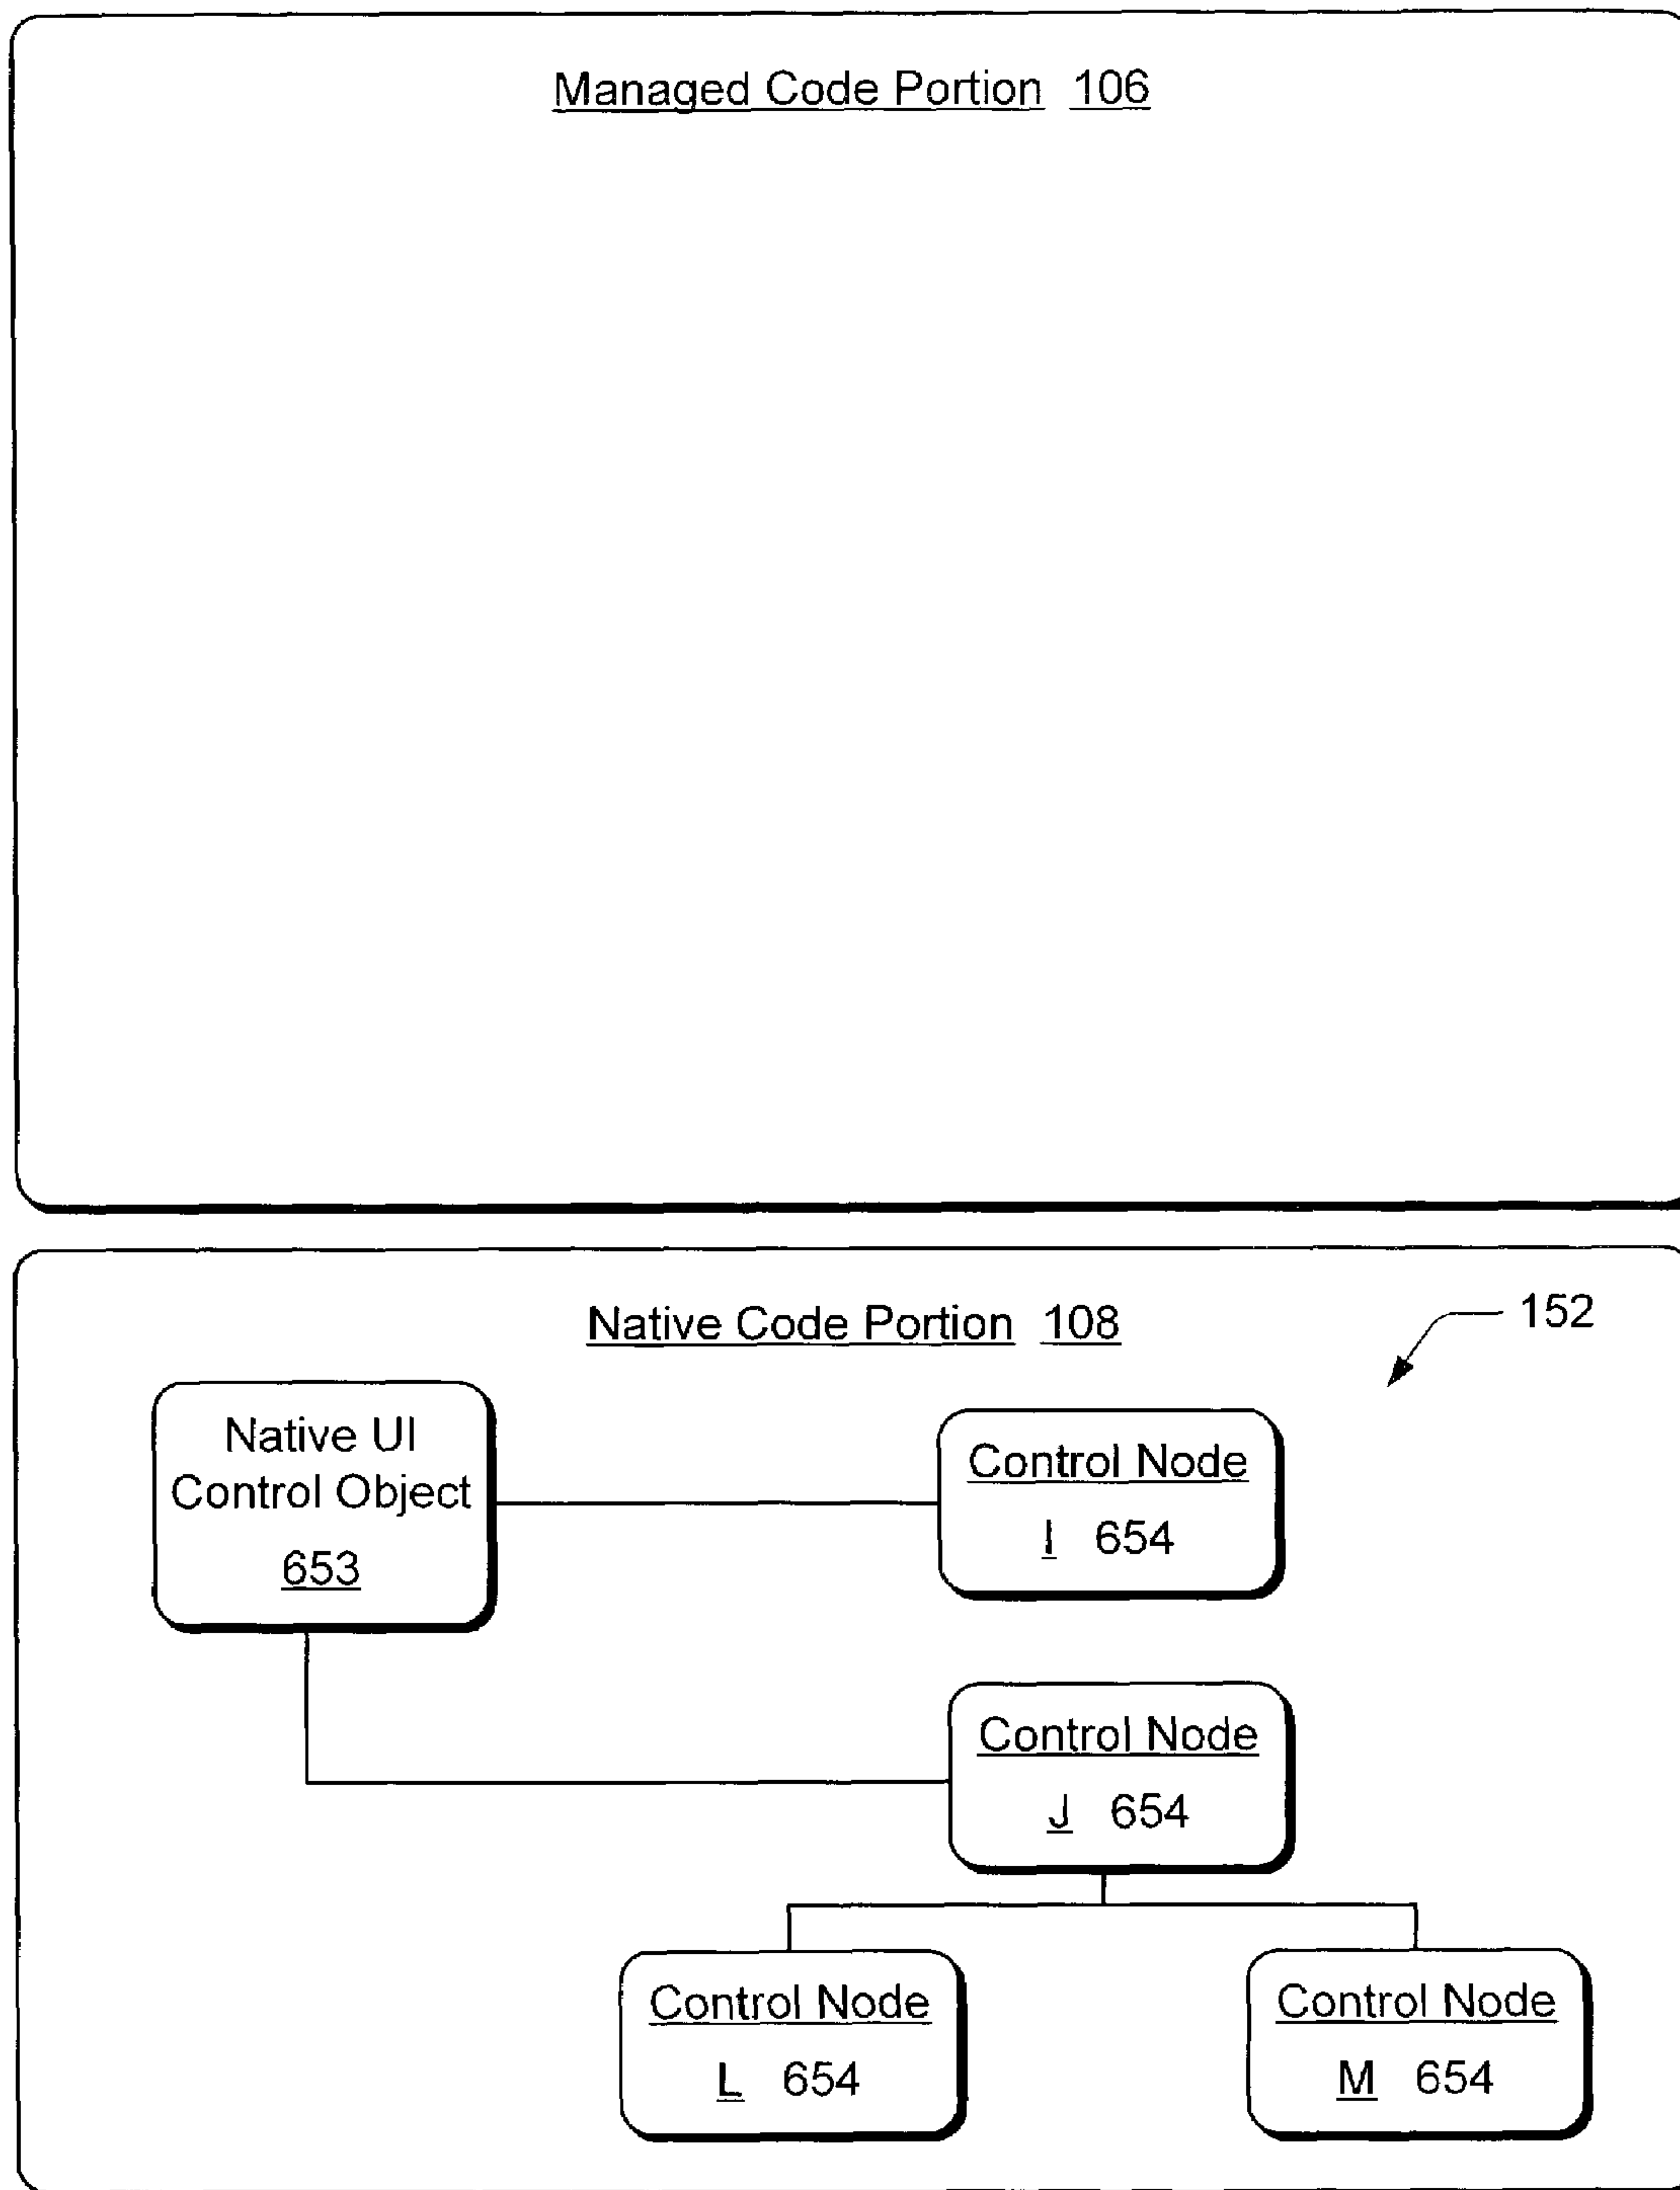 Managed Code Portion 106
Native Code Portion 108
152
Native UI
Control Object
653
Control Node
I 654
Control Node
J 654
Control Node
L 654
Control Node
M 654